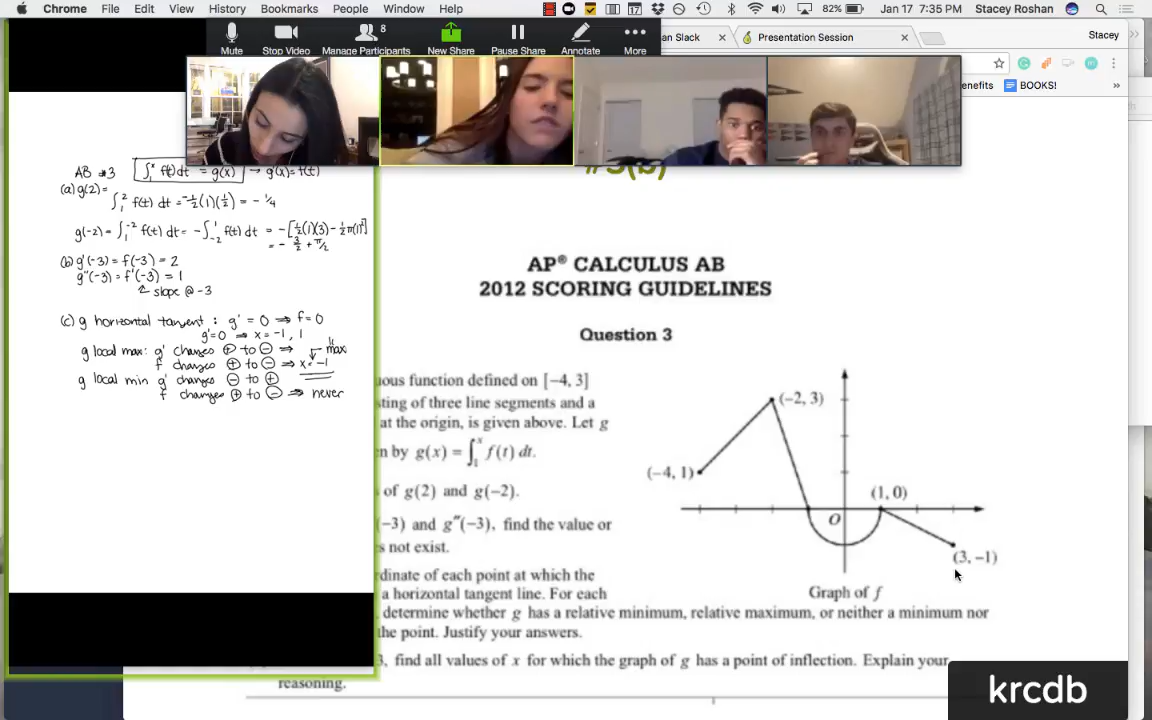 Chrome File Edit View History Bookmarks People Window Help
82% Jan 17 7:35 PM Stacey Roshan
Mute Stop Video Manage Participants 8 New Share Pause Share Annotate More
an Slack Presentation Session Stacey
enefits BOOKS! »
#3(b)
AB #3 ∫₁ˣ f(t) dt = g(x) → g'(x) = f(t)
(a) g(2) =
∫₁² f(t) dt = -½(1)(½) = -¼
g(-2) = ∫₁⁻² f(t) dt = -∫₋₂¹ f(t) dt = -[½(1)(3) - ½π(1)²]
= -3/2 + π/2
(b) g'(-3) = f(-3) = 2
g''(-3) = f'(-3) = 1
slope @ -3
(c) g horizontal tangent : g' = 0 ⇒ f = 0
g' = 0 ⇒ x = -1, 1
g local max: g' changes ⊕ to ⊖ ⇒ max
f changes ⊕ to ⊖ ⇒ x = -1
g local min g' changes ⊖ to ⊕
f changes ⊕ to ⊖ ⇒ never
AP® CALCULUS AB
2012 SCORING GUIDELINES
Question 3
uous function defined on [−4, 3]
sting of three line segments and a
at the origin, is given above. Let g
n by g(x) = ∫₁ˣ f(t) dt.
of g(2) and g(−2).
(−3) and g″(−3), find the value or
s not exist.
dinate of each point at which the
a horizontal tangent line. For each
, determine whether g has a relative minimum, relative maximum, or neither a minimum nor
the point. Justify your answers.
3, find all values of x for which the graph of g has a point of inflection. Explain your
reasoning.
(−2, 3)
(−4, 1)
(1, 0)
O
(3, −1)
Graph of f
krcdb